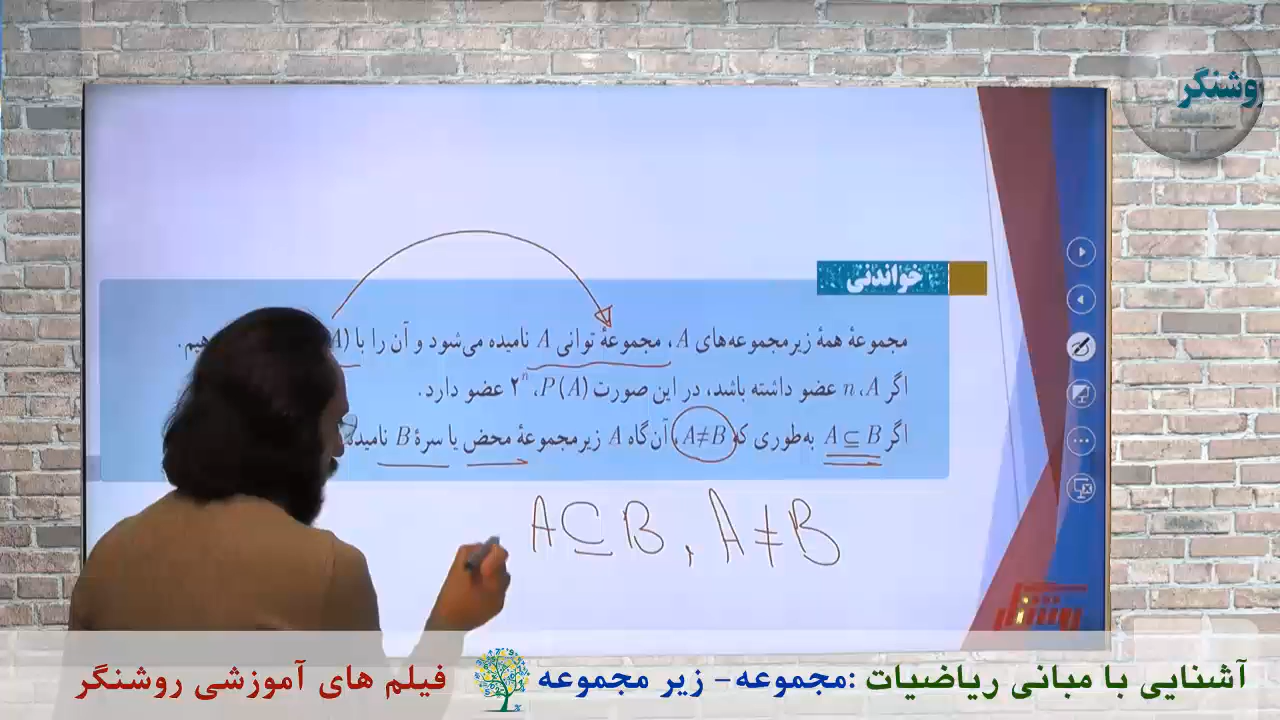 روشنگر
خواندنی
مجموعهٔ همهٔ زیرمجموعه‌های A، مجموعهٔ توانی A نامیده می‌شود و آن را با (A
اگر A، n عضو داشته باشد، در این صورت P(A)، ۲ⁿ عضو دارد.
اگر A ⊆ B به‌طوری که A≠B، آن‌گاه A زیرمجموعهٔ محض یا سرهٔ B
A ⊆ B , A ≠ B
روشنگر
آشنایی با مبانی ریاضیات :مجموعه- زیر مجموعه فیلم های آموزشی روشنگر